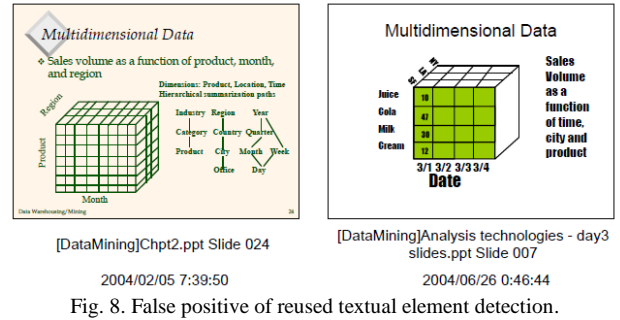 Multidimensional Data
Sales volume as a function of product, month,
and region
Dimensions: Product, Location, Time
Hierarchical summarization paths
Region
Product
Month
Industry Region Year
Category Country Quarter
Product City Month Week
Office Day
Data Warehousing/Mining
26
[DataMining]Chpt2.ppt Slide 024
2004/02/05 7:39:50
Multidimensional Data
Juice
Cola
Milk
Cream
10
47
30
12
3/1 3/2 3/3 3/4
Date
Sales
Volume
as a
function
of time,
city and
product
[DataMining]Analysis technologies - day3
slides.ppt Slide 007
2004/06/26 0:46:44
Fig. 8. False positive of reused textual element detection.